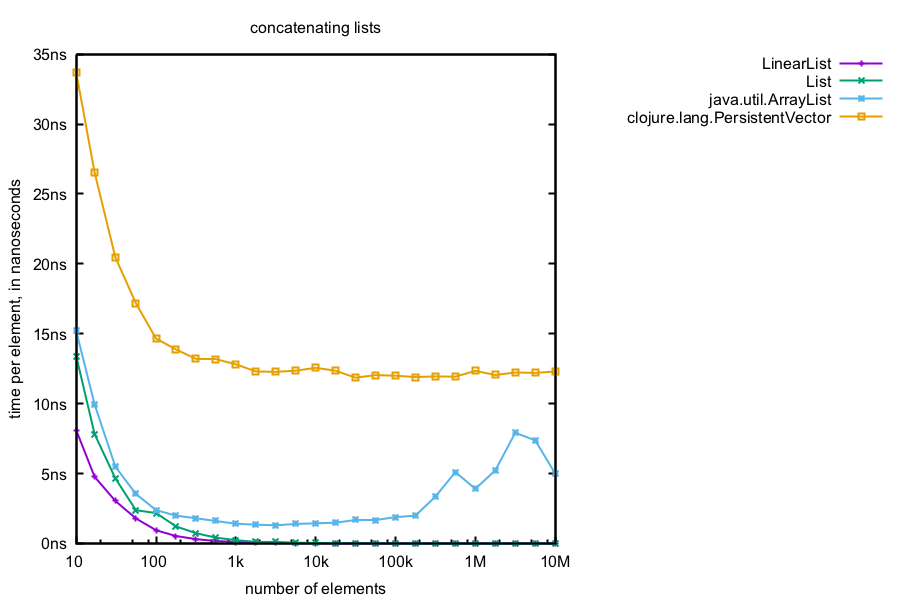 concatenating lists
LinearList
List
java.util.ArrayList
clojure.lang.PersistentVector
time per element, in nanoseconds
35ns
30ns
25ns
20ns
15ns
10ns
5ns
0ns
10 100 1k 10k 100k 1M 10M
number of elements